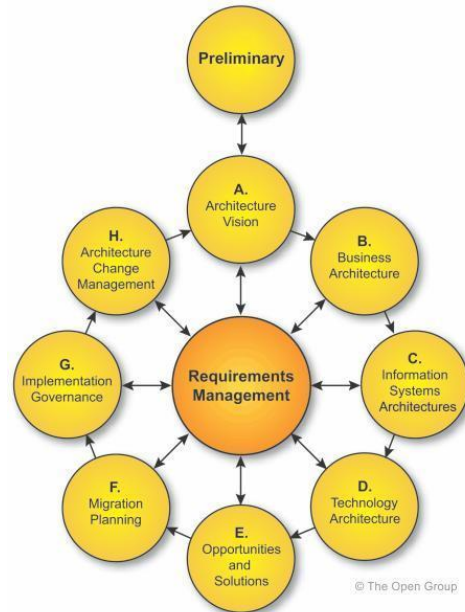 Preliminary
A.
Architecture
Vision
B.
Business
Architecture
C.
Information
Systems
Architectures
D.
Technology
Architecture
E.
Opportunities
and
Solutions
F.
Migration
Planning
G.
Implementation
Governance
H.
Architecture
Change
Management
Requirements
Management
© The Open Group